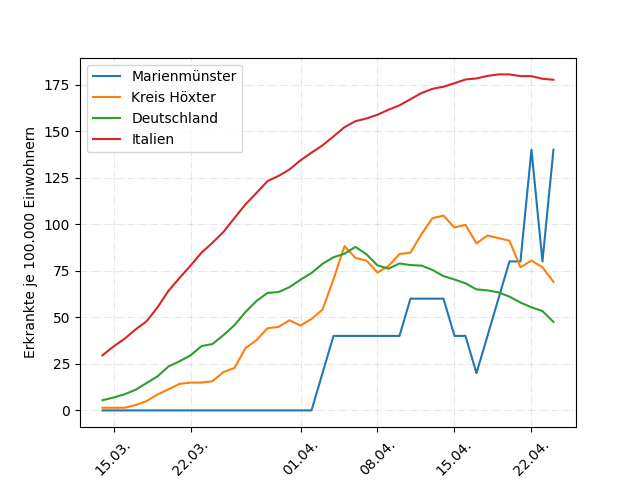 Marienmünster
Kreis Höxter
Deutschland
Italien
Erkrankte je 100.000 Einwohnern
175
150
125
100
75
50
25
0
15.03.
22.03.
01.04.
08.04.
15.04.
22.04.